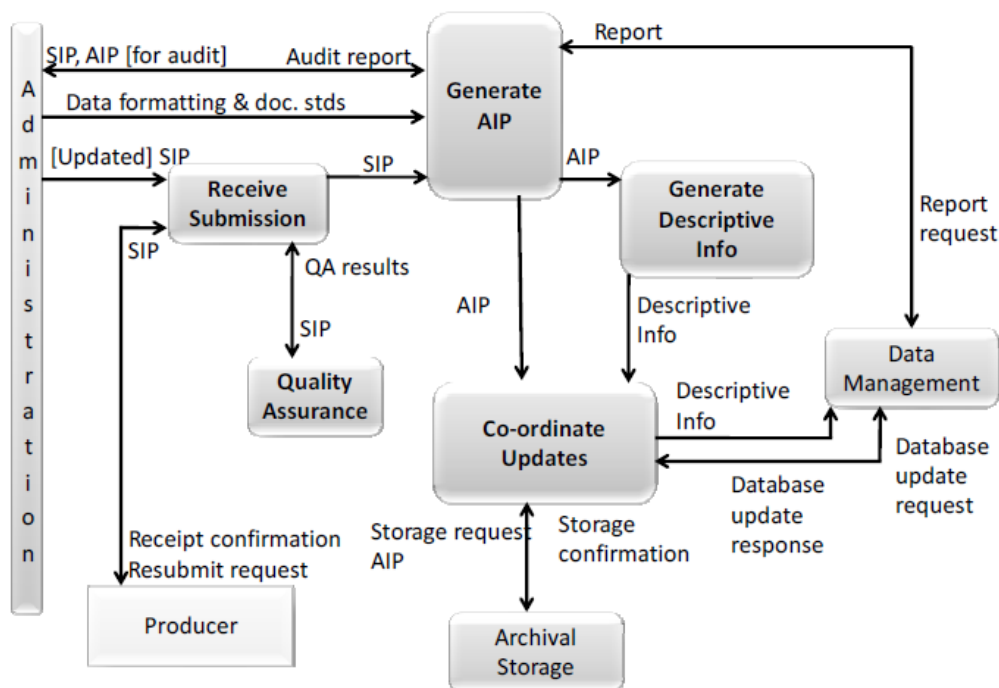 Administration
SIP, AIP [for audit]
Audit report
Data formatting & doc. stds
[Updated] SIP
Receive
Submission
SIP
Generate
AIP
Report
AIP
Generate
Descriptive
Info
Report
request
SIP
QA results
SIP
Quality
Assurance
AIP
Descriptive
Info
Data
Management
Co-ordinate
Updates
Descriptive
Info
Database
update
response
Database
update
request
Storage request
AIP
Storage
confirmation
Receipt confirmation
Resubmit request
Producer
Archival
Storage